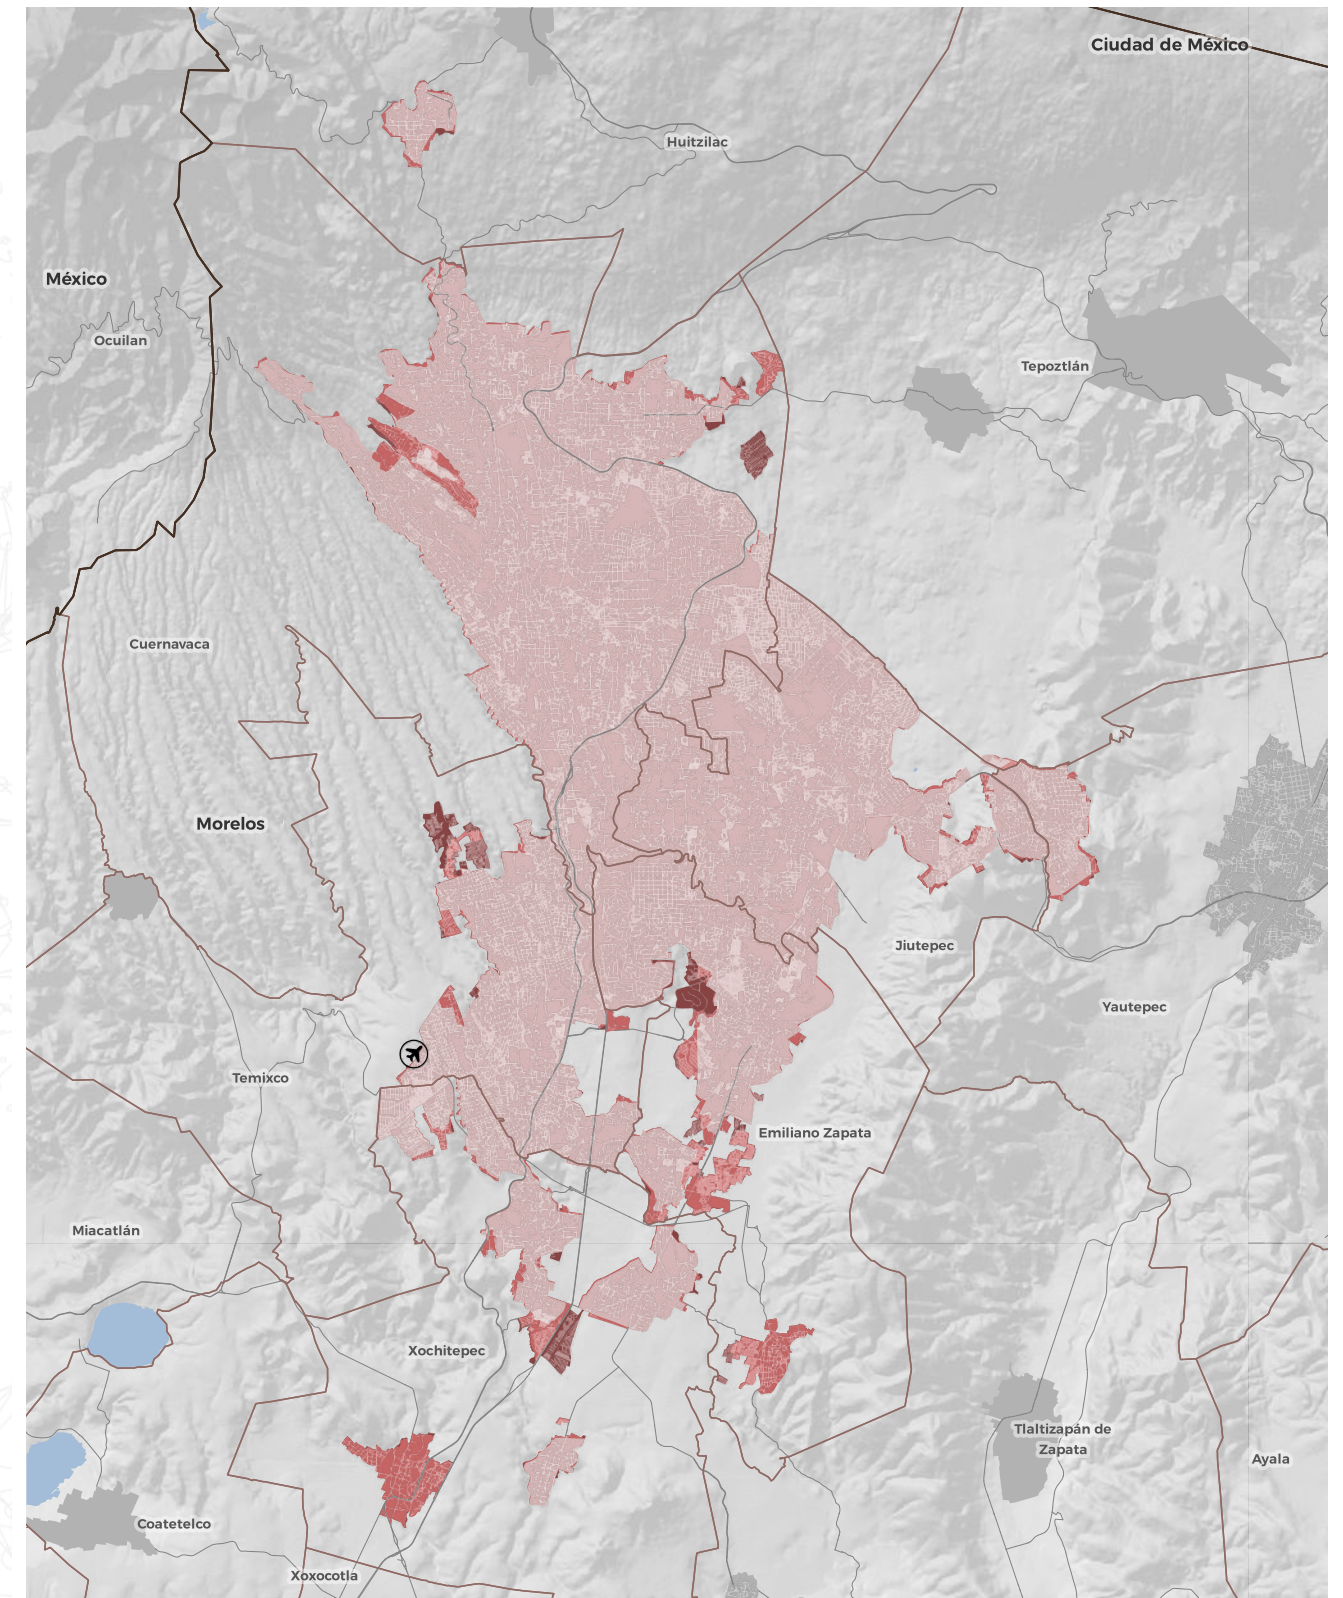 Ciudad de México
Huitzilac
México
Ocuilan
Tepoztlán
Cuernavaca
Morelos
Jiutepec
Yautepec
Temixco
Emiliano Zapata
Miacatlán
Xochitepec
Tlaltizapán de
Zapata
Ayala
Coatetelco
Xoxocotla